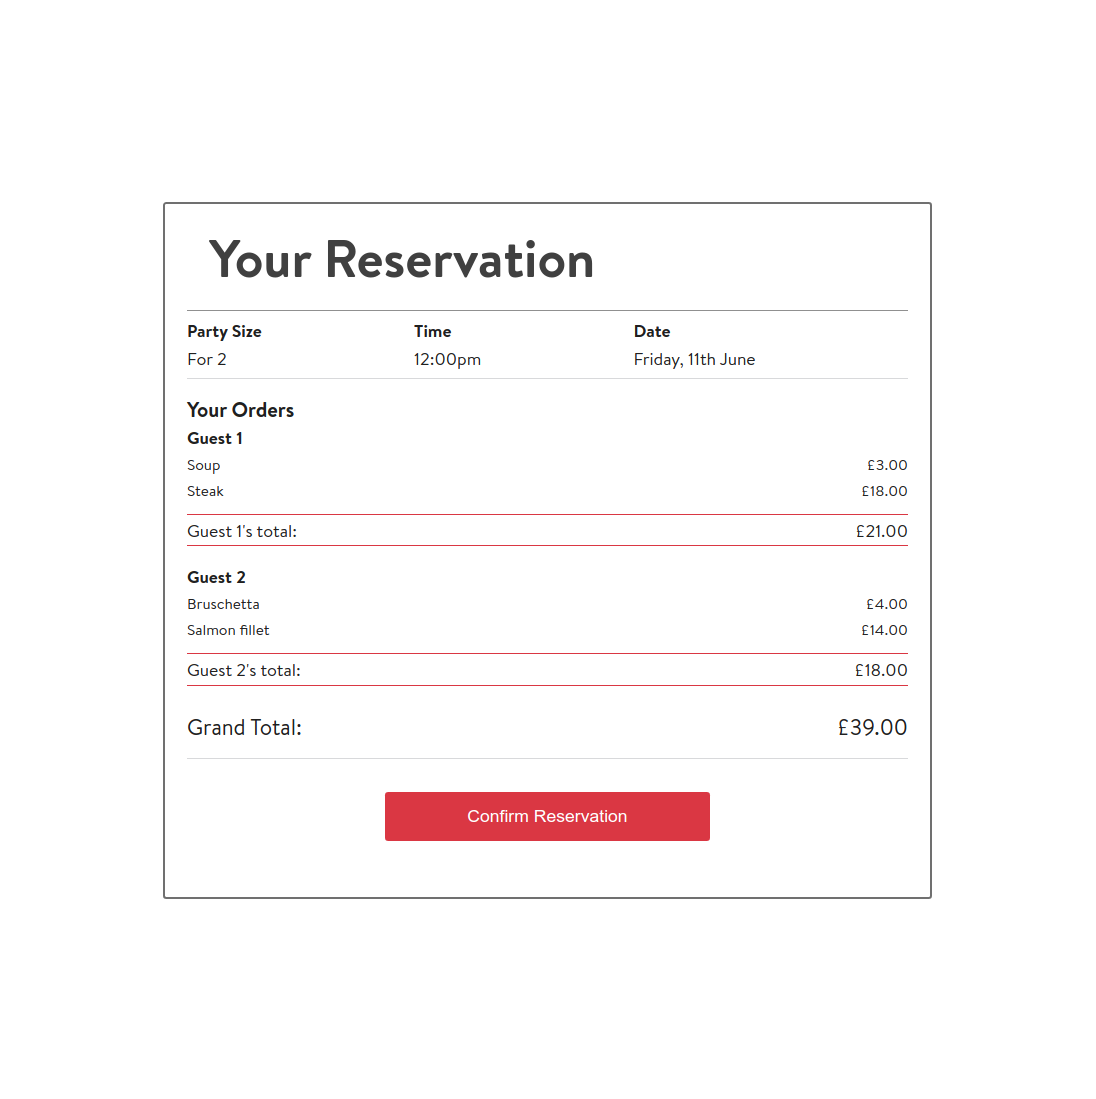 Your Reservation
Party Size Time Date
For 2 12:00pm Friday, 11th June
Your Orders
Guest 1
Soup £3.00
Steak £18.00
Guest 1's total: £21.00
Guest 2
Bruschetta £4.00
Salmon fillet £14.00
Guest 2's total: £18.00
Grand Total: £39.00
Confirm Reservation